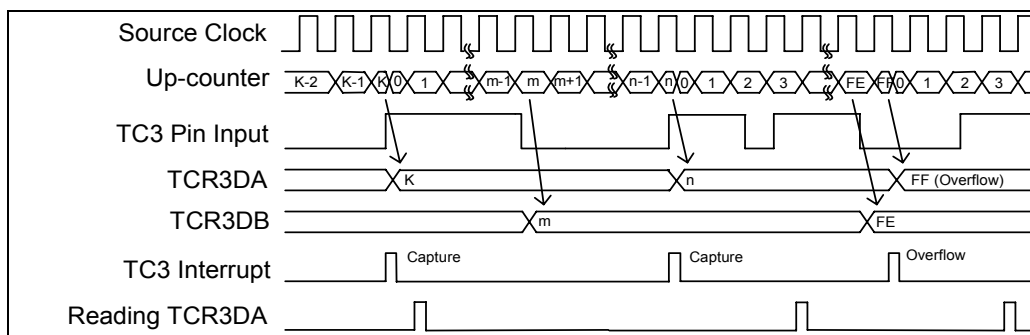 Source Clock
Up-counter K-2 K-1 K 0 1 m-1 m m+1 n-1 n 0 1 2 3 FE FF 0 1 2 3
TC3 Pin Input
TCR3DA K n FF (Overflow)
TCR3DB m FE
TC3 Interrupt Capture Capture Overflow
Reading TCR3DA